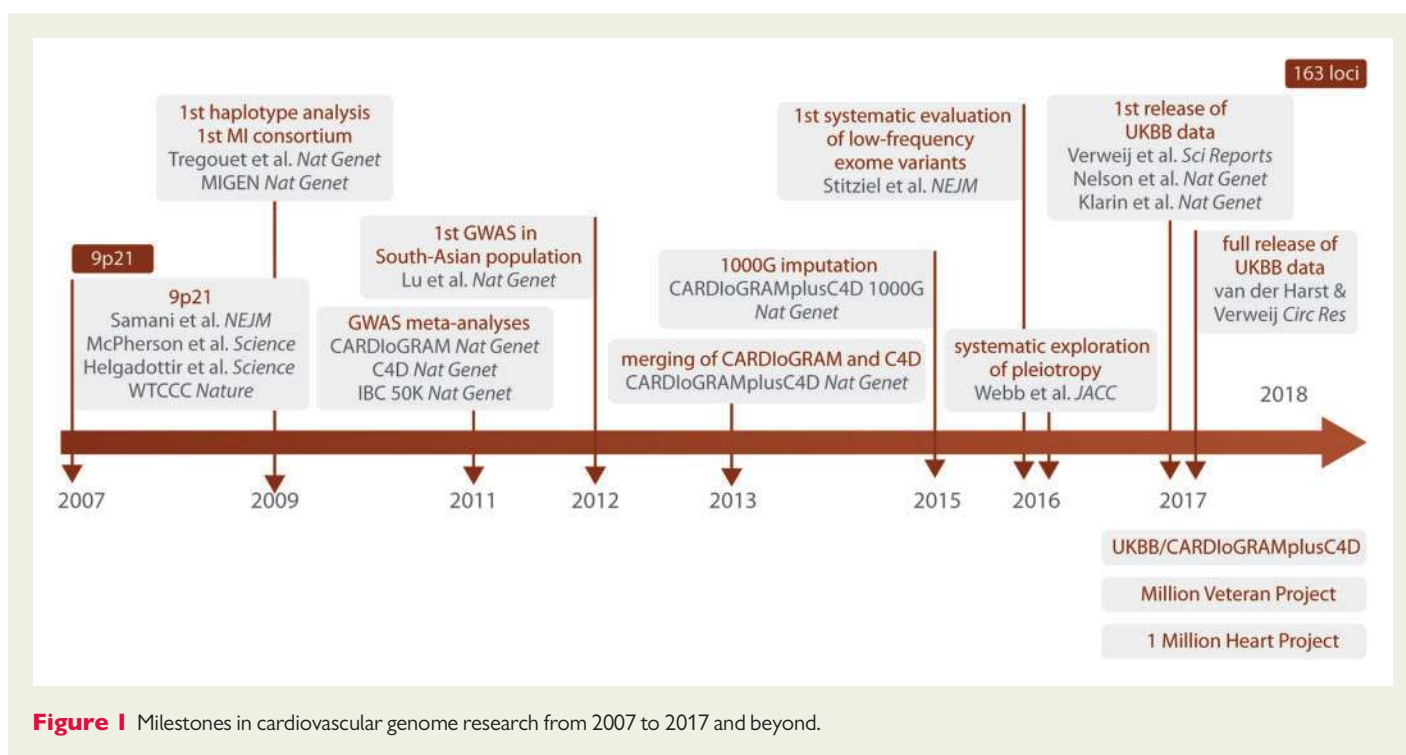 163 loci
1st haplotype analysis
1st MI consortium
Tregouet et al. Nat Genet
MIGEN Nat Genet
1st systematic evaluation
of low-frequency
exome variants
Stitziel et al. NEJM
1st release of
UKBB data
Verweij et al. Sci Reports
Nelson et al. Nat Genet
Klarin et al. Nat Genet
9p21
9p21
Samani et al. NEJM
McPherson et al. Science
Helgadottir et al. Science
WTCCC Nature
1st GWAS in
South-Asian population
Lu et al. Nat Genet
GWAS meta-analyses
CARDIoGRAM Nat Genet
C4D Nat Genet
IBC 50K Nat Genet
1000G imputation
CARDIoGRAMplusC4D 1000G
Nat Genet
merging of CARDIoGRAM and C4D
CARDIoGRAMplusC4D Nat Genet
systematic exploration
of pleiotropy
Webb et al. JACC
full release of
UKBB data
van der Harst &
Verweij Circ Res
2018
2007
2009
2011
2012
2013
2015
2016
2017
UKBB/CARDIoGRAMplusC4D
Million Veteran Project
1 Million Heart Project
Figure 1 Milestones in cardiovascular genome research from 2007 to 2017 and beyond.